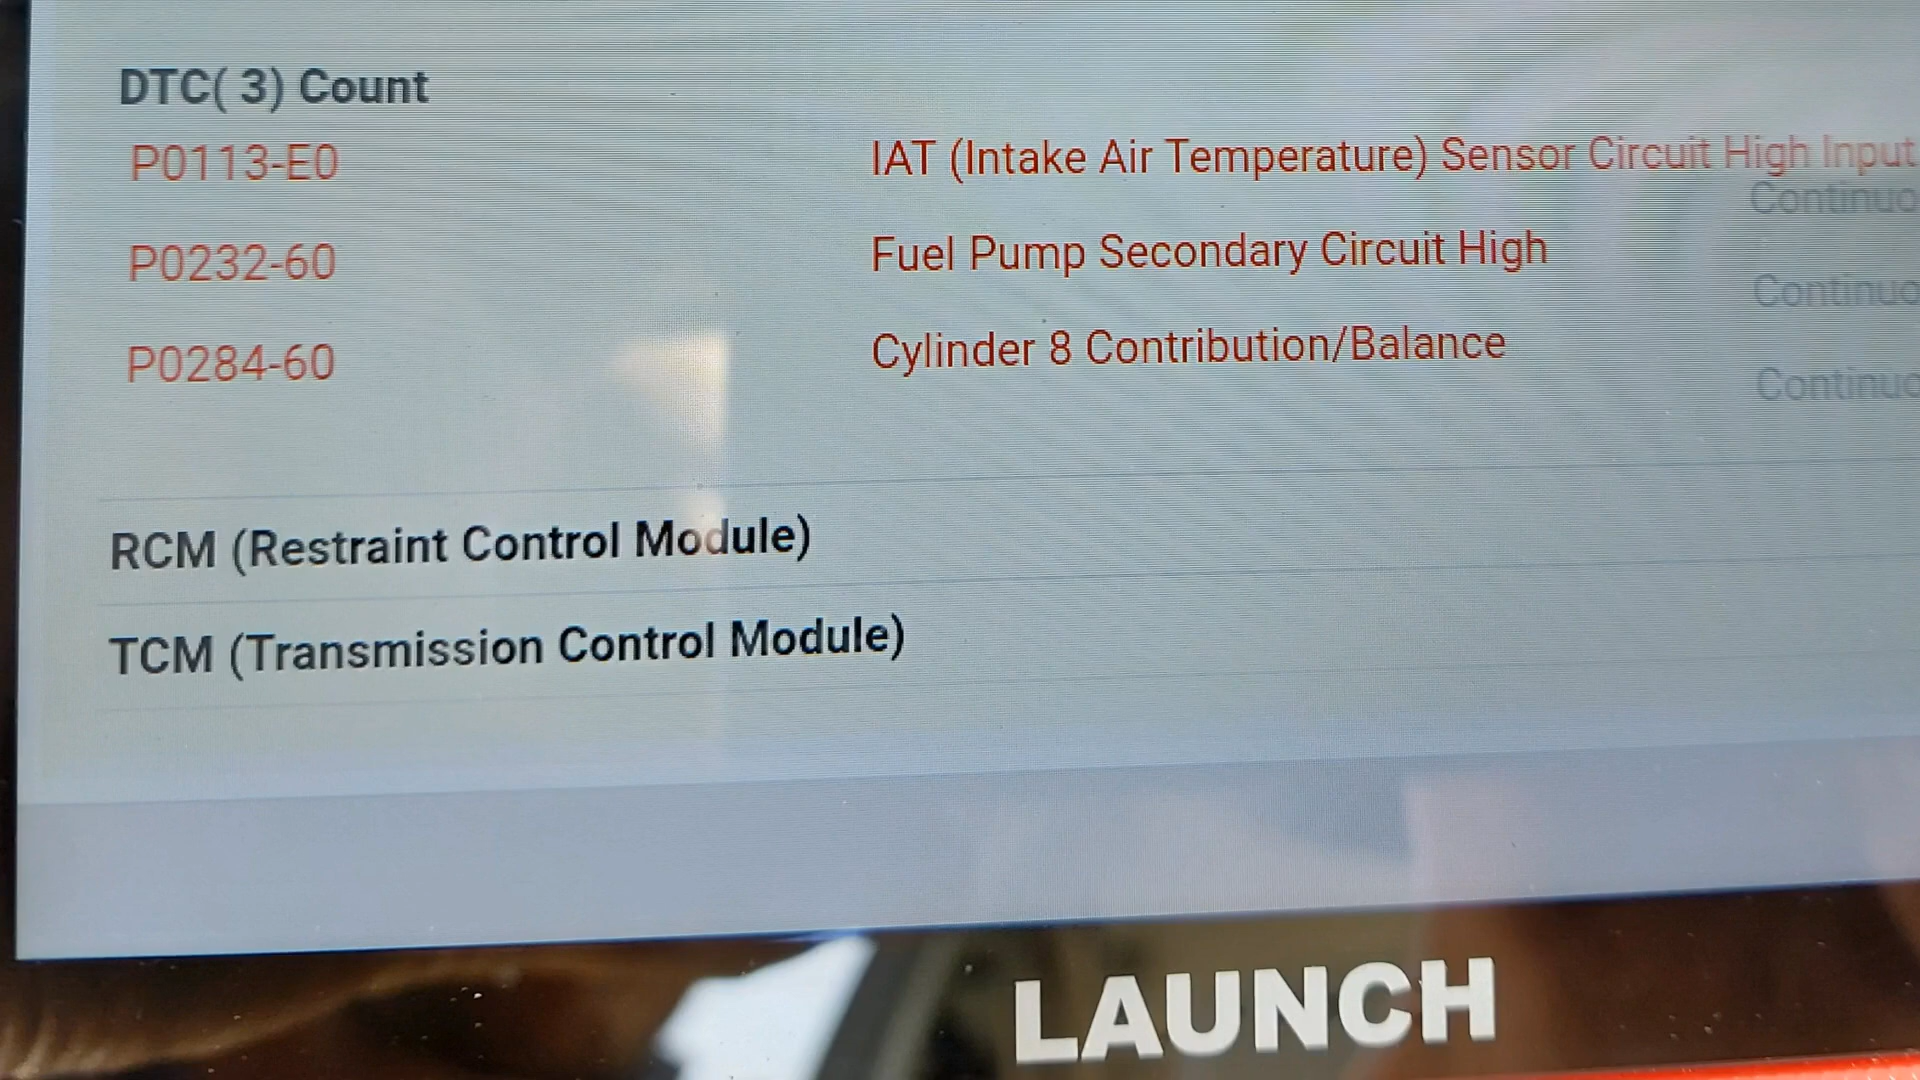 DTC( 3) Count
P0113-E0 IAT (Intake Air Temperature) Sensor Circuit High Input
P0232-60 Fuel Pump Secondary Circuit High
P0284-60 Cylinder 8 Contribution/Balance
RCM (Restraint Control Module)
TCM (Transmission Control Module)
LAUNCH